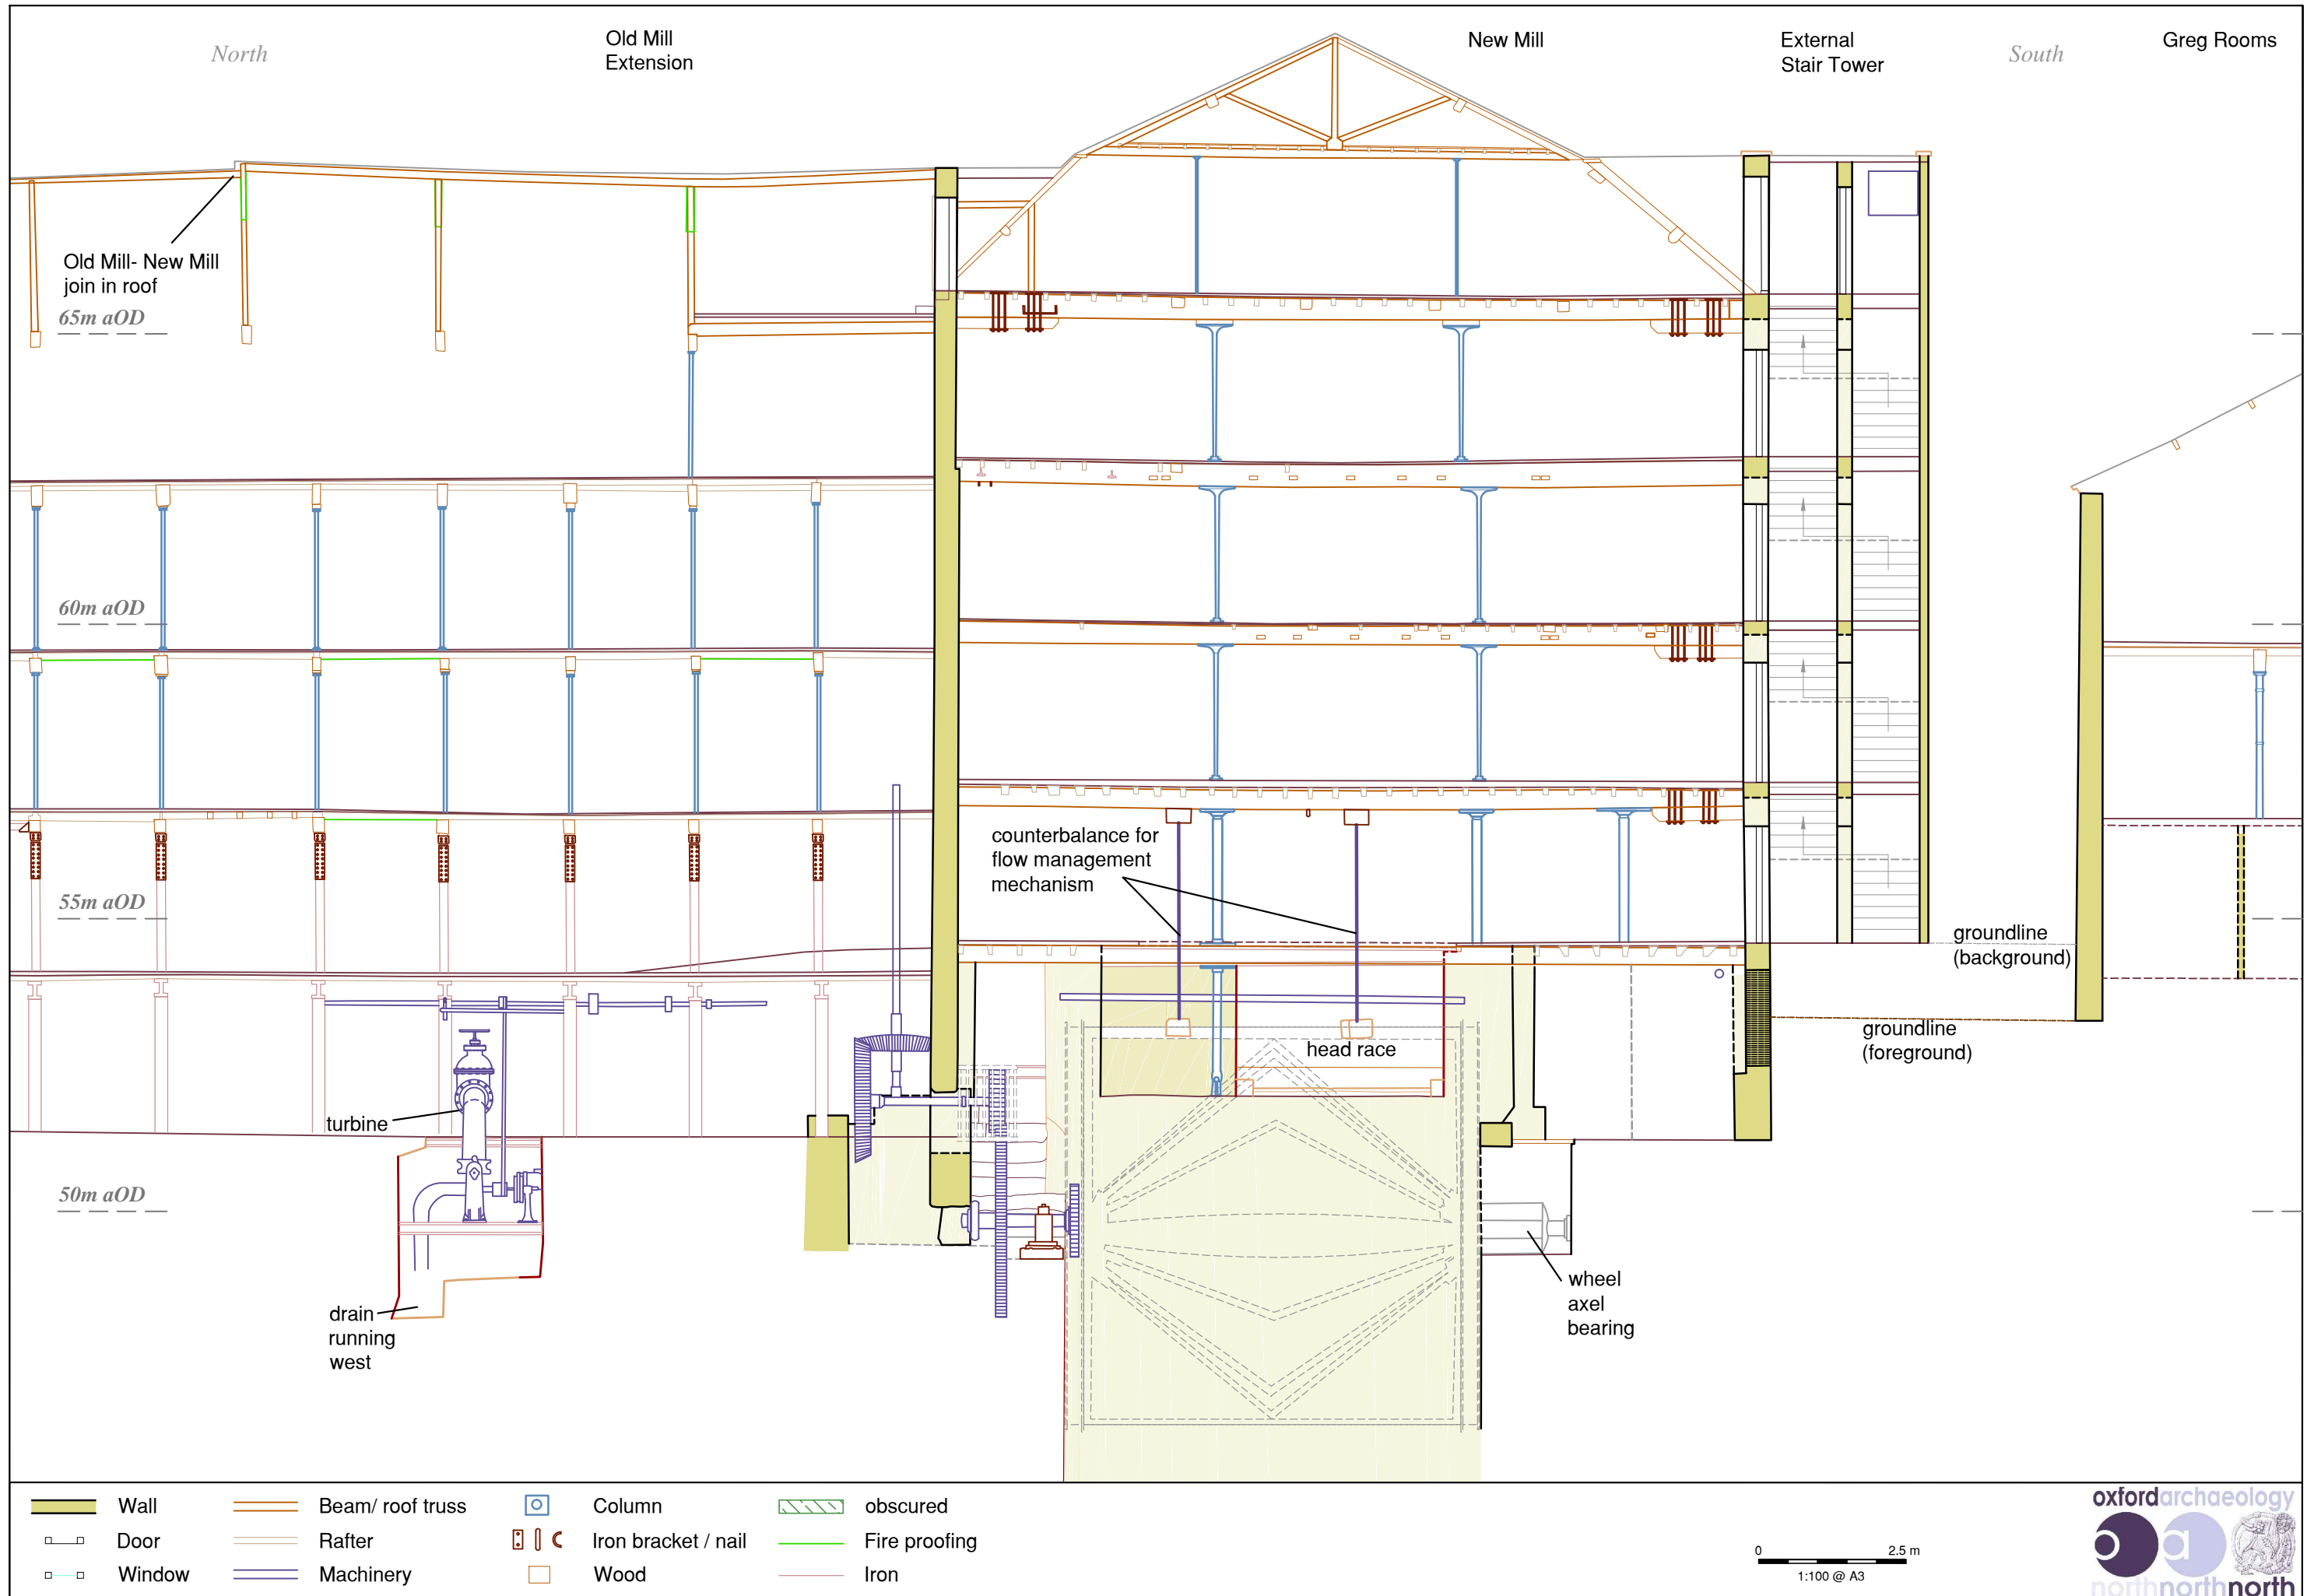 North
Old Mill
Extension
New Mill
External
Stair Tower
South
Greg Rooms
Old Mill- New Mill
join in roof
65m aOD
60m aOD
55m aOD
50m aOD
counterbalance for
flow management
mechanism
groundline
(background)
groundline
(foreground)
head race
turbine
drain
running
west
wheel
axel
bearing
Wall
Door
Window
Beam/ roof truss
Rafter
Machinery
Column
Iron bracket / nail
Wood
obscured
Fire proofing
Iron
0 2.5 m
1:100 @ A3
oxfordarchaeology
oa
northnorthnorth